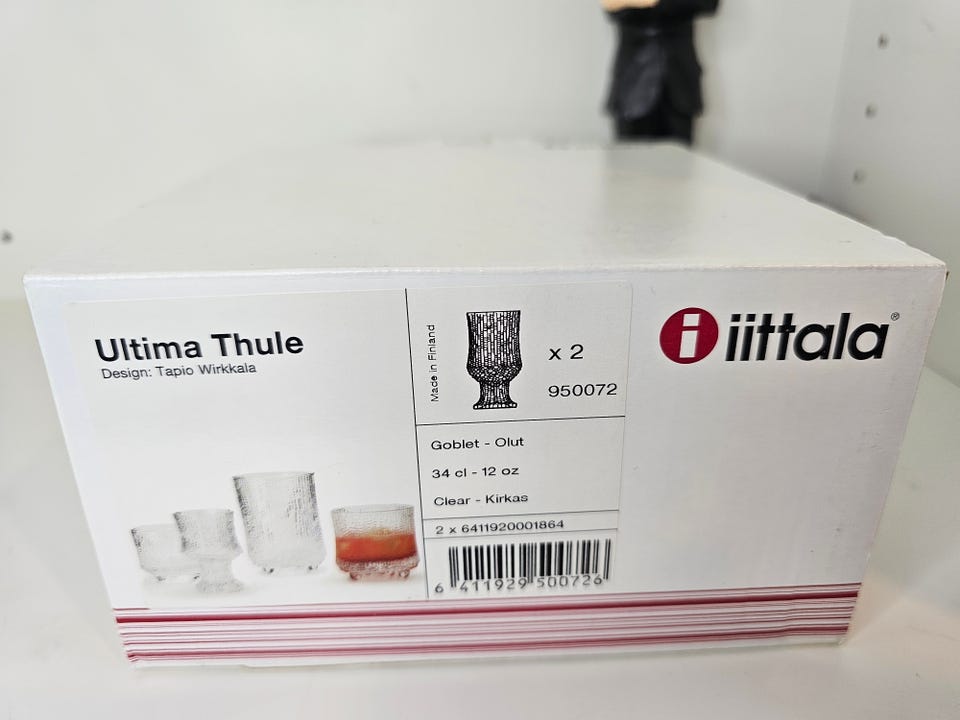 Ultima Thule
Design: Tapio Wirkkala
Made in Finland
x 2
950072
Goblet - Olut
34 cl - 12 oz
Clear - Kirkas
2 x 6411920001864
6 411929 500726
i iittala®